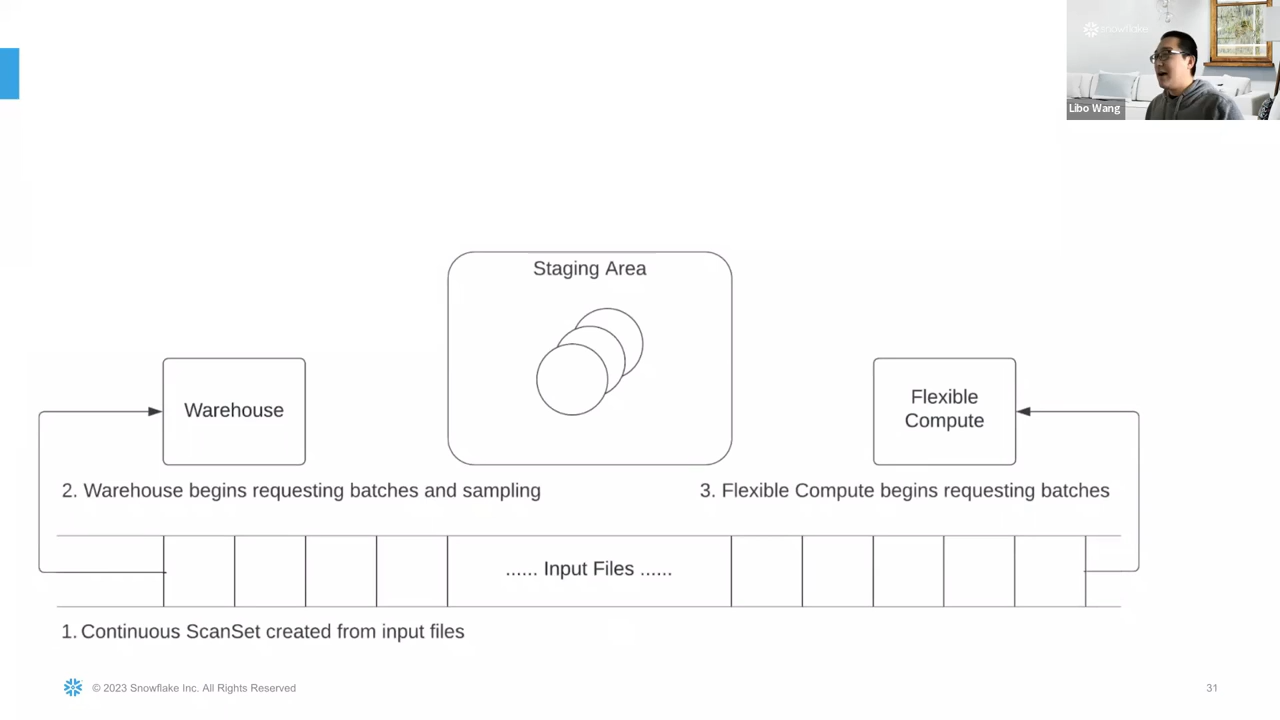 snowflake
Libo Wang
Staging Area
Warehouse
Flexible
Compute
2. Warehouse begins requesting batches and sampling
3. Flexible Compute begins requesting batches
...... Input Files ......
1. Continuous ScanSet created from input files
© 2023 Snowflake Inc. All Rights Reserved
31